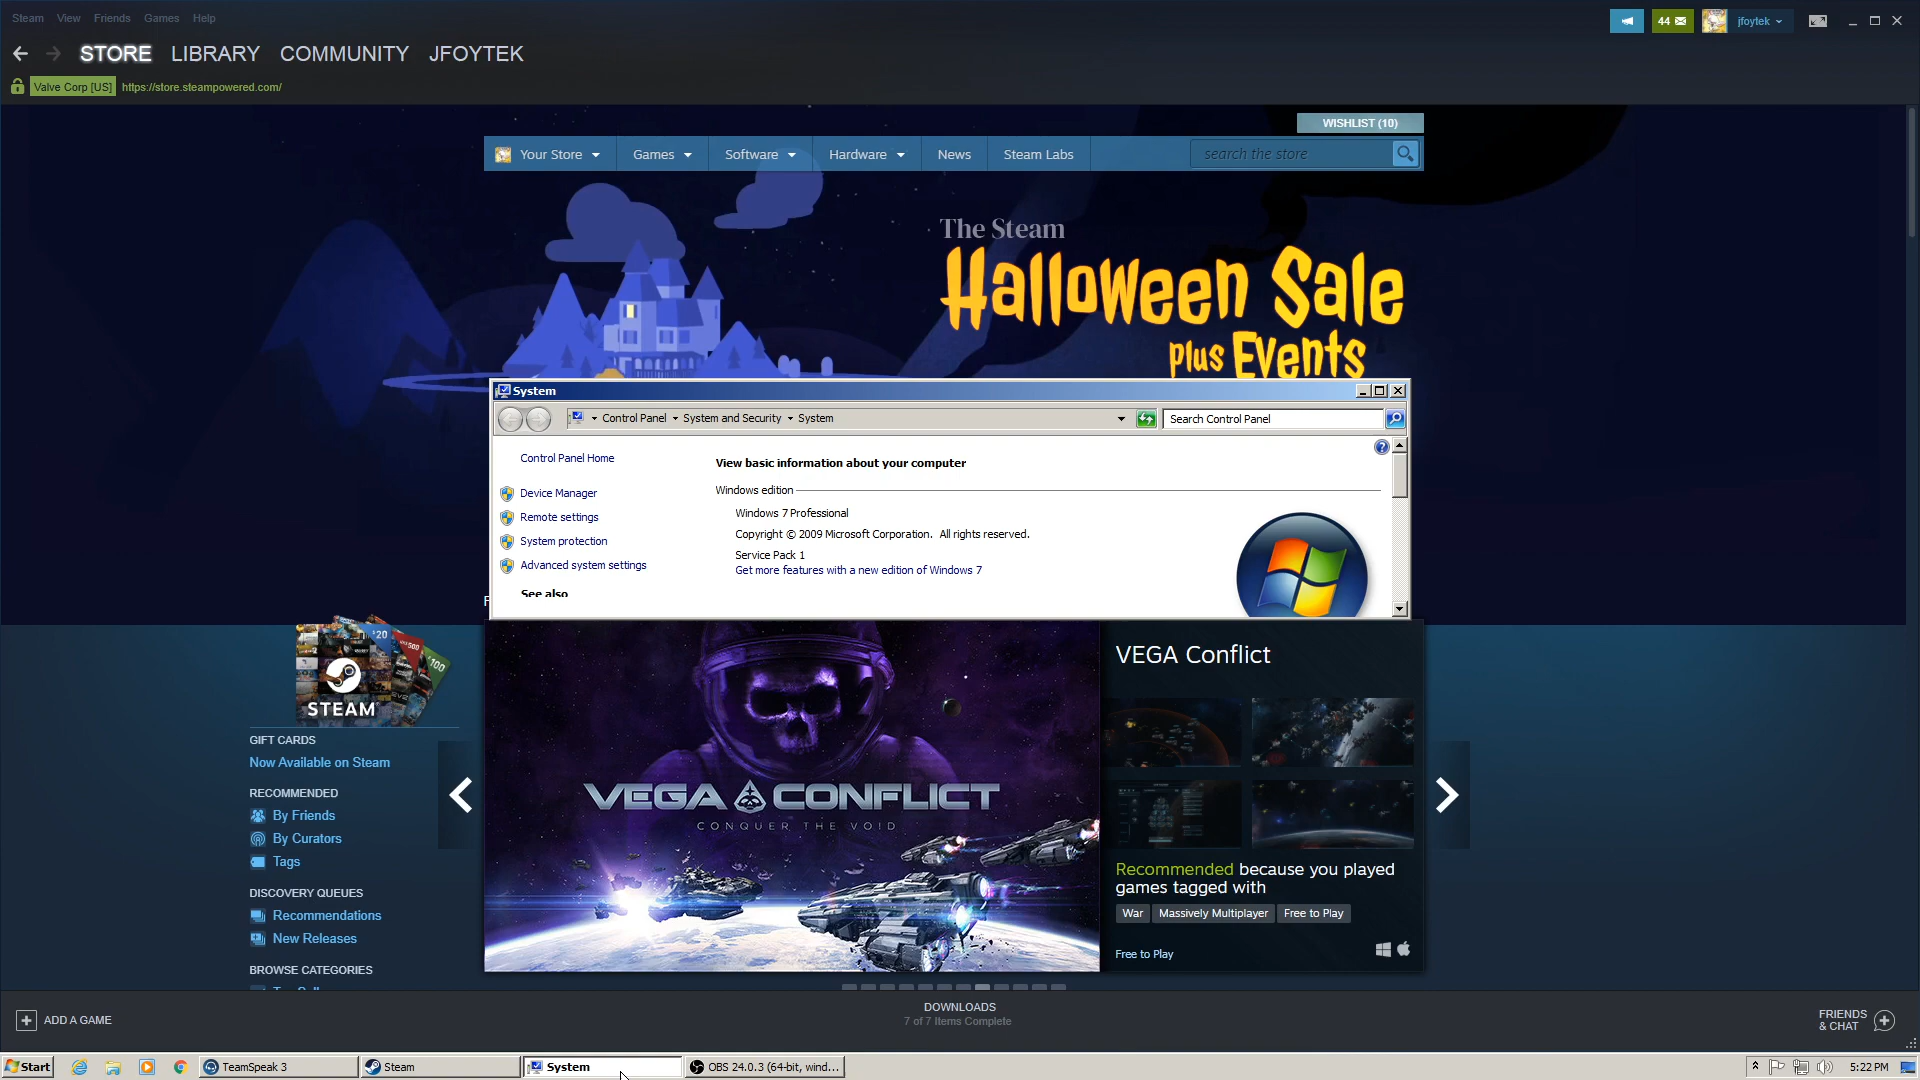 Steam View Friends Games Help
44
jfoytek
STORE LIBRARY COMMUNITY JFOYTEK
Valve Corp [US] https://store.steampowered.com/
WISHLIST (10)
Your Store Games Software Hardware News Steam Labs
search the store
The Steam
Halloween Sale
plus Events
System
Control Panel System and Security System
Search Control Panel
Control Panel Home
Device Manager
Remote settings
System protection
Advanced system settings
See also
View basic information about your computer
Windows edition
Windows 7 Professional
Copyright © 2009 Microsoft Corporation. All rights reserved.
Service Pack 1
Get more features with a new edition of Windows 7
STEAM
GIFT CARDS
Now Available on Steam
RECOMMENDED
By Friends
By Curators
Tags
DISCOVERY QUEUES
Recommendations
New Releases
BROWSE CATEGORIES
VEGA CONFLICT
CONQUER THE VOID
VEGA Conflict
Recommended because you played
games tagged with
War Massively Multiplayer Free to Play
Free to Play
ADD A GAME
DOWNLOADS
7 of 7 Items Complete
FRIENDS
& CHAT
Start
TeamSpeak 3
Steam
System
OBS 24.0.3 (64-bit, wind...
5:22 PM